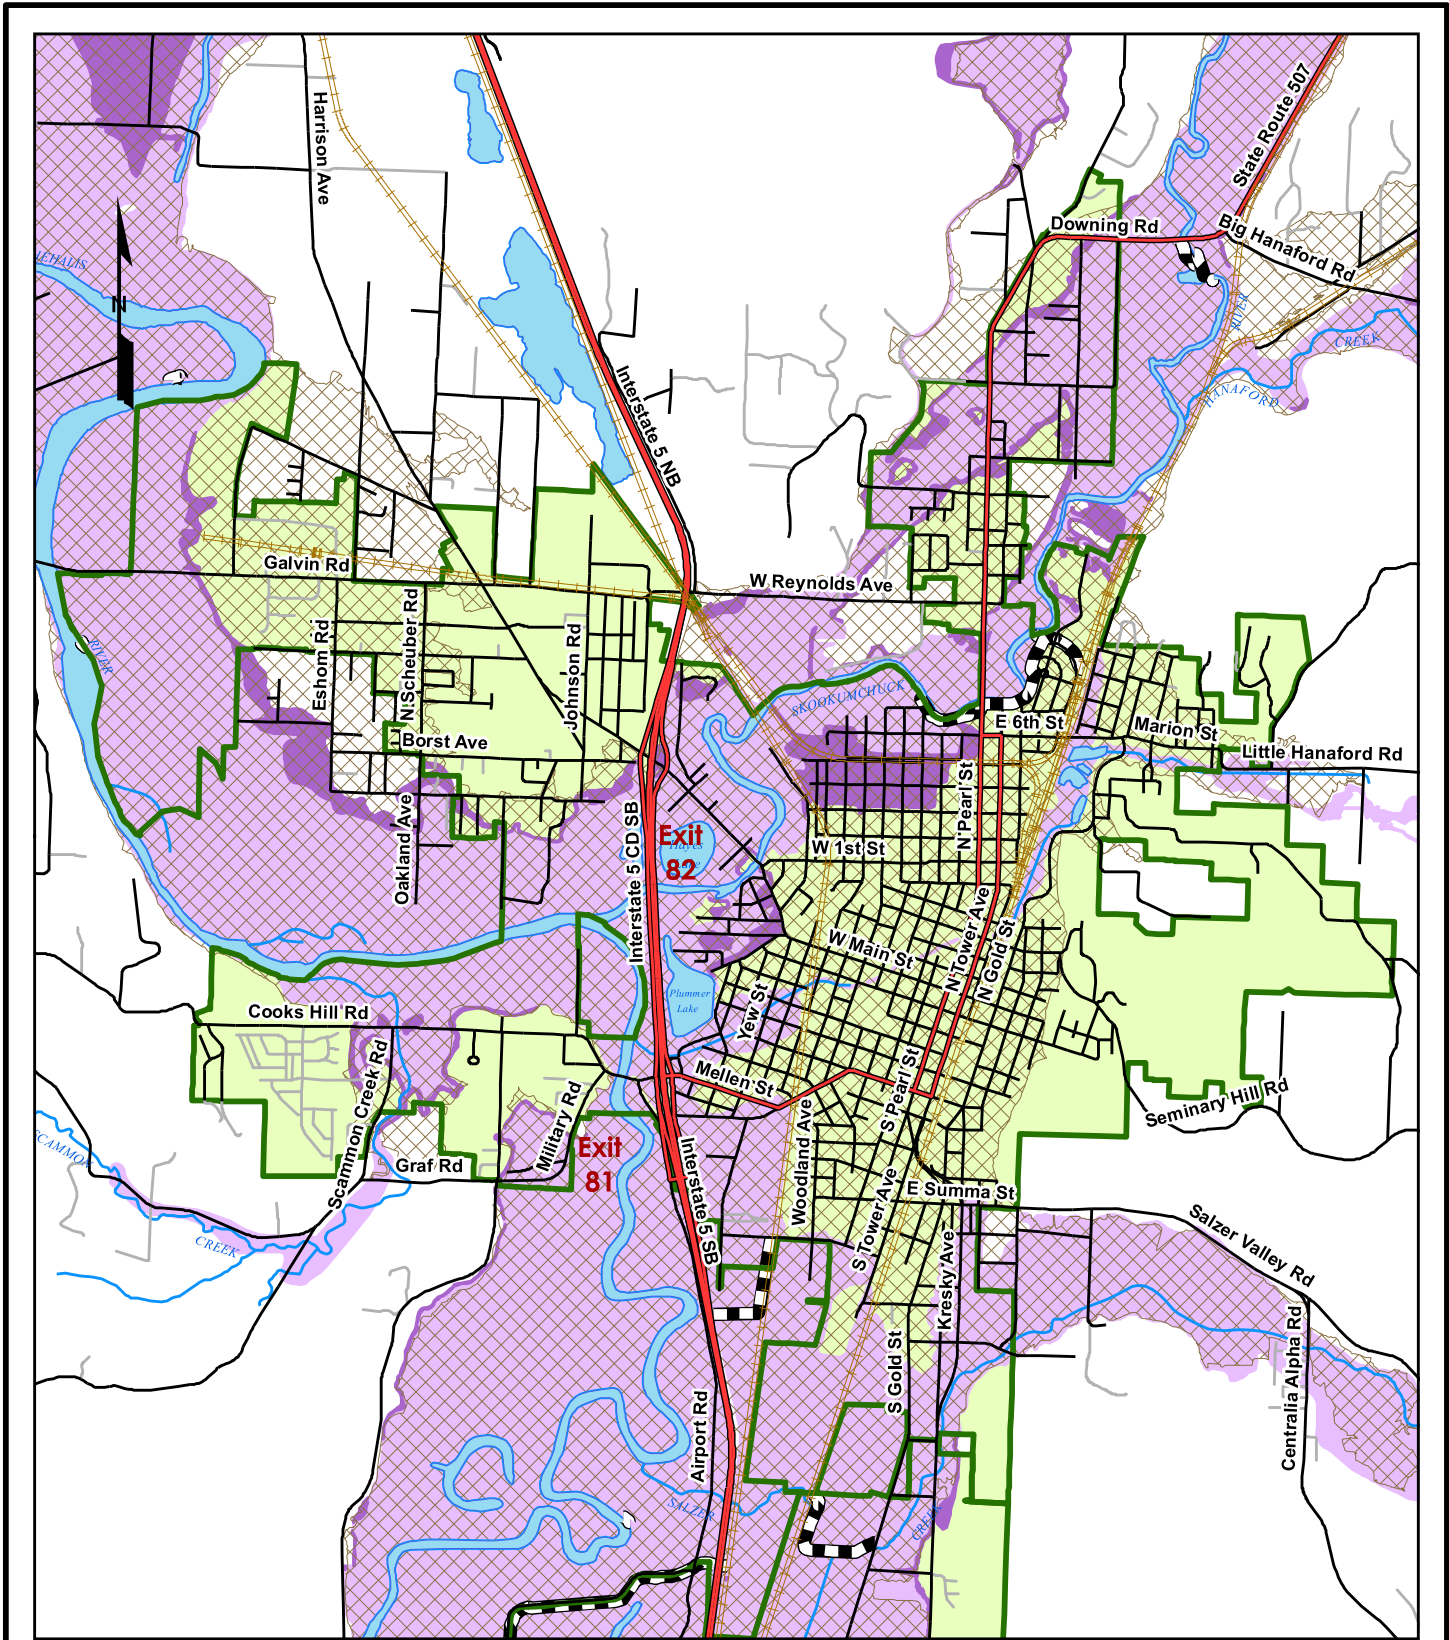 Harrison Ave
State Route 507
Downing Rd
Big Hanaford Rd
N
RIVER
CREEK
HANAFORD
Interstate 5 NB
Galvin Rd
W Reynolds Ave
Eshom Rd
N Scheuber Rd
Johnson Rd
RIVER
SKOOKUMCHUCK
E 6th St
Marion St
Little Hanaford Rd
Borst Ave
N Pearl St
Oakland Ave
Interstate 5 CD SB
Exit
82
W 1st St
W Main St
N Tower Ave
N Gold St
Plummer
Lake
Yew St
Cooks Hill Rd
Mellen St
S Pearl St
Seminary Hill Rd
Scammon Creek Rd
Military Rd
Woodland Ave
SCAMMON
Graf Rd
Exit
81
Interstate 5 SB
E Summa St
S Tower Ave
Kresky Ave
Salzer Valley Rd
CREEK
Centralia Alpha Rd
S Gold St
Airport Rd
SALZER
CREEK